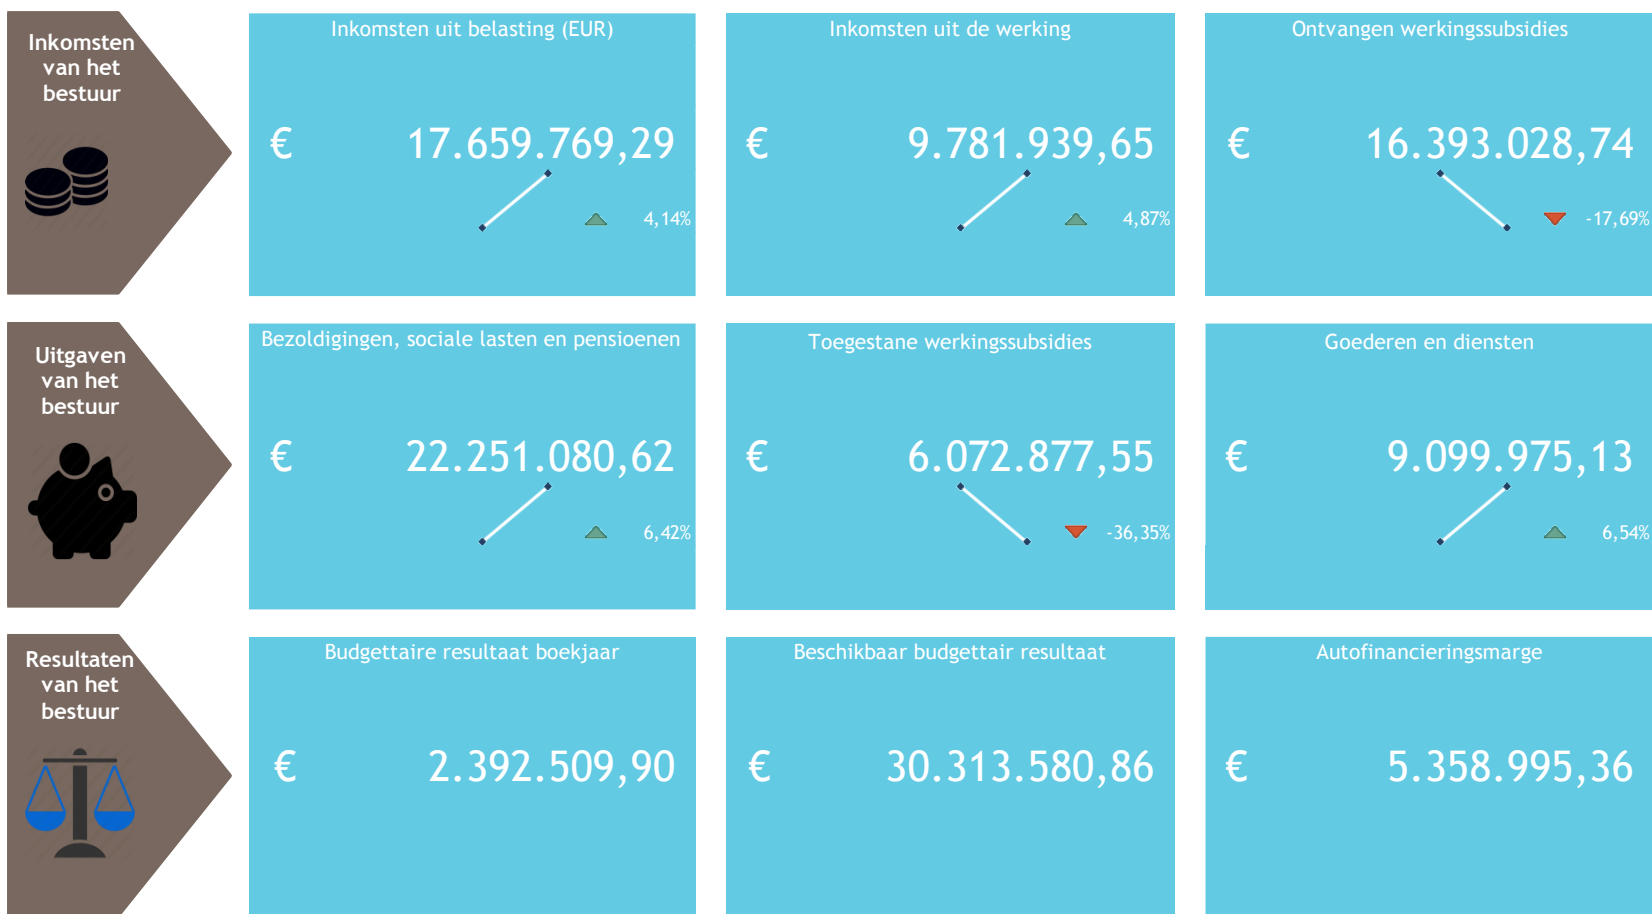 Inkomsten
van het
bestuur
Inkomsten uit belasting (EUR)
€ 17.659.769,29
4,14%
Inkomsten uit de werking
€ 9.781.939,65
4,87%
Ontvangen werkingssubsidies
€ 16.393.028,74
-17,69%
Uitgaven
van het
bestuur
Bezoldigingen, sociale lasten en pensioenen
€ 22.251.080,62
6,42%
Toegestane werkingssubsidies
€ 6.072.877,55
-36,35%
Goederen en diensten
€ 9.099.975,13
6,54%
Resultaten
van het
bestuur
Budgettaire resultaat boekjaar
€ 2.392.509,90
Beschikbaar budgettair resultaat
€ 30.313.580,86
Autofinancieringsmarge
€ 5.358.995,36